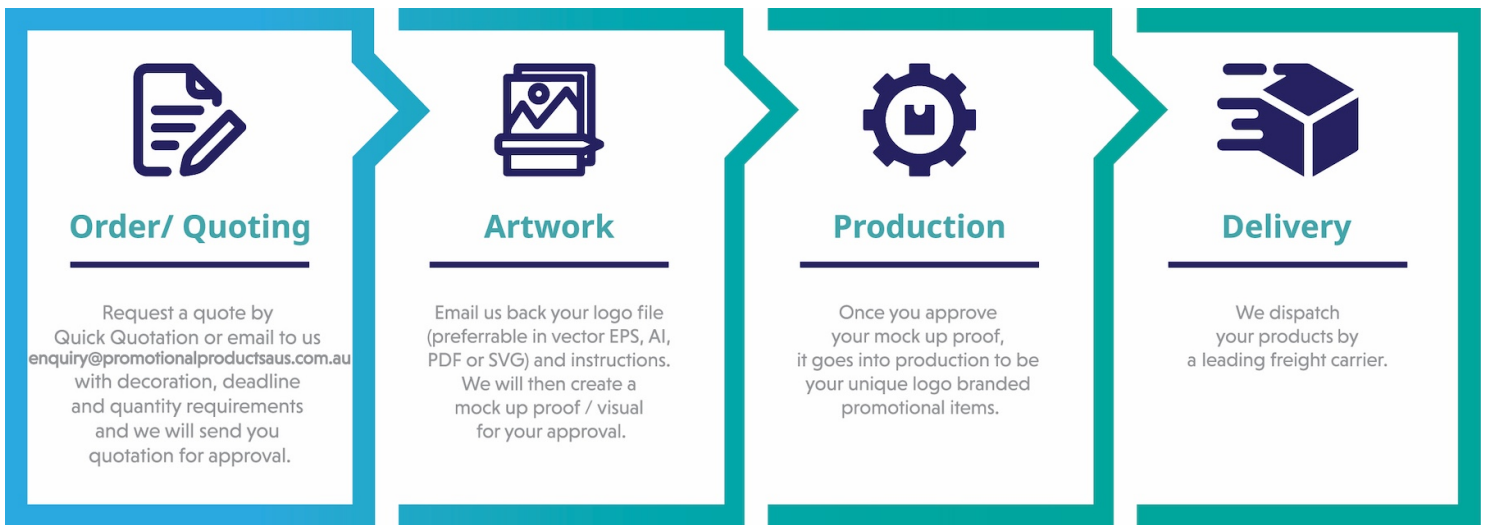 Order/ Quoting
Request a quote by
Quick Quotation or email to us
enquiry@promotionalproductsaus.com.au
with decoration, deadline
and quantity requirements
and we will send you
quotation for approval.
Artwork
Email us back your logo file
(preferrable in vector EPS, AI,
PDF or SVG) and instructions.
We will then create a
mock up proof / visual
for your approval.
Production
Once you approve
your mock up proof,
it goes into production to be
your unique logo branded
promotional items.
Delivery
We dispatch
your products by
a leading freight carrier.